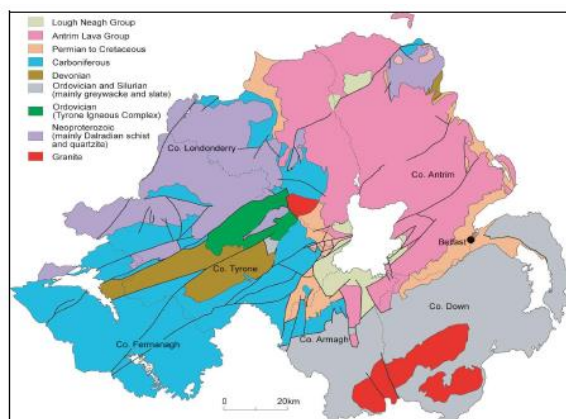 Lough Neagh Group
Antrim Lava Group
Permian to Cretaceous
Carboniferous
Devonian
Ordovician and Silurian
(mainly greywacke and slate)
Ordovician
(Tyrone Igneous Complex)
Neoproterozoic
(mainly Dalradian schist
and quartzite)
Granite
Co. Londonderry
Co. Antrim
Belfast
Co. Tyrone
Co. Down
Co. Armagh
Co. Fermanagh
0 20km